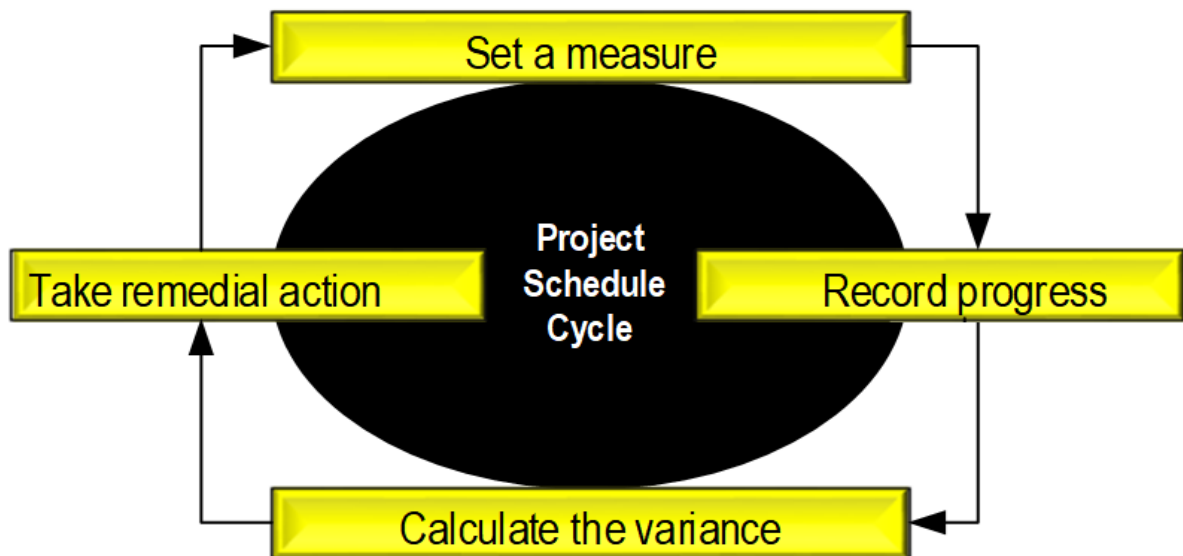 Set a measure
Project
Schedule
Cycle
Take remedial action
Record progress
Calculate the variance